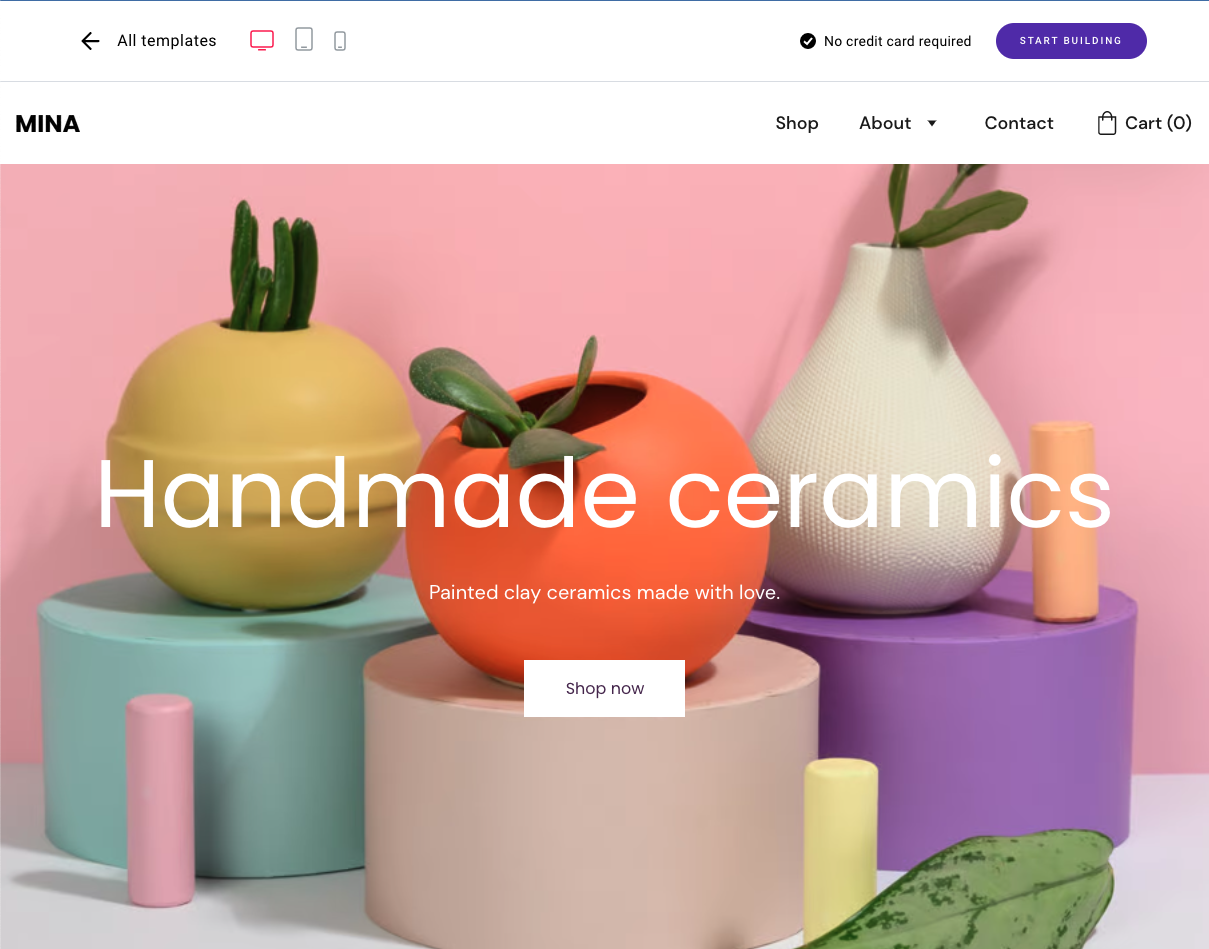 All templates
No credit card required
START BUILDING
MINA
Shop
About
Contact
Cart (0)
Handmade ceramics
Painted clay ceramics made with love.
Shop now